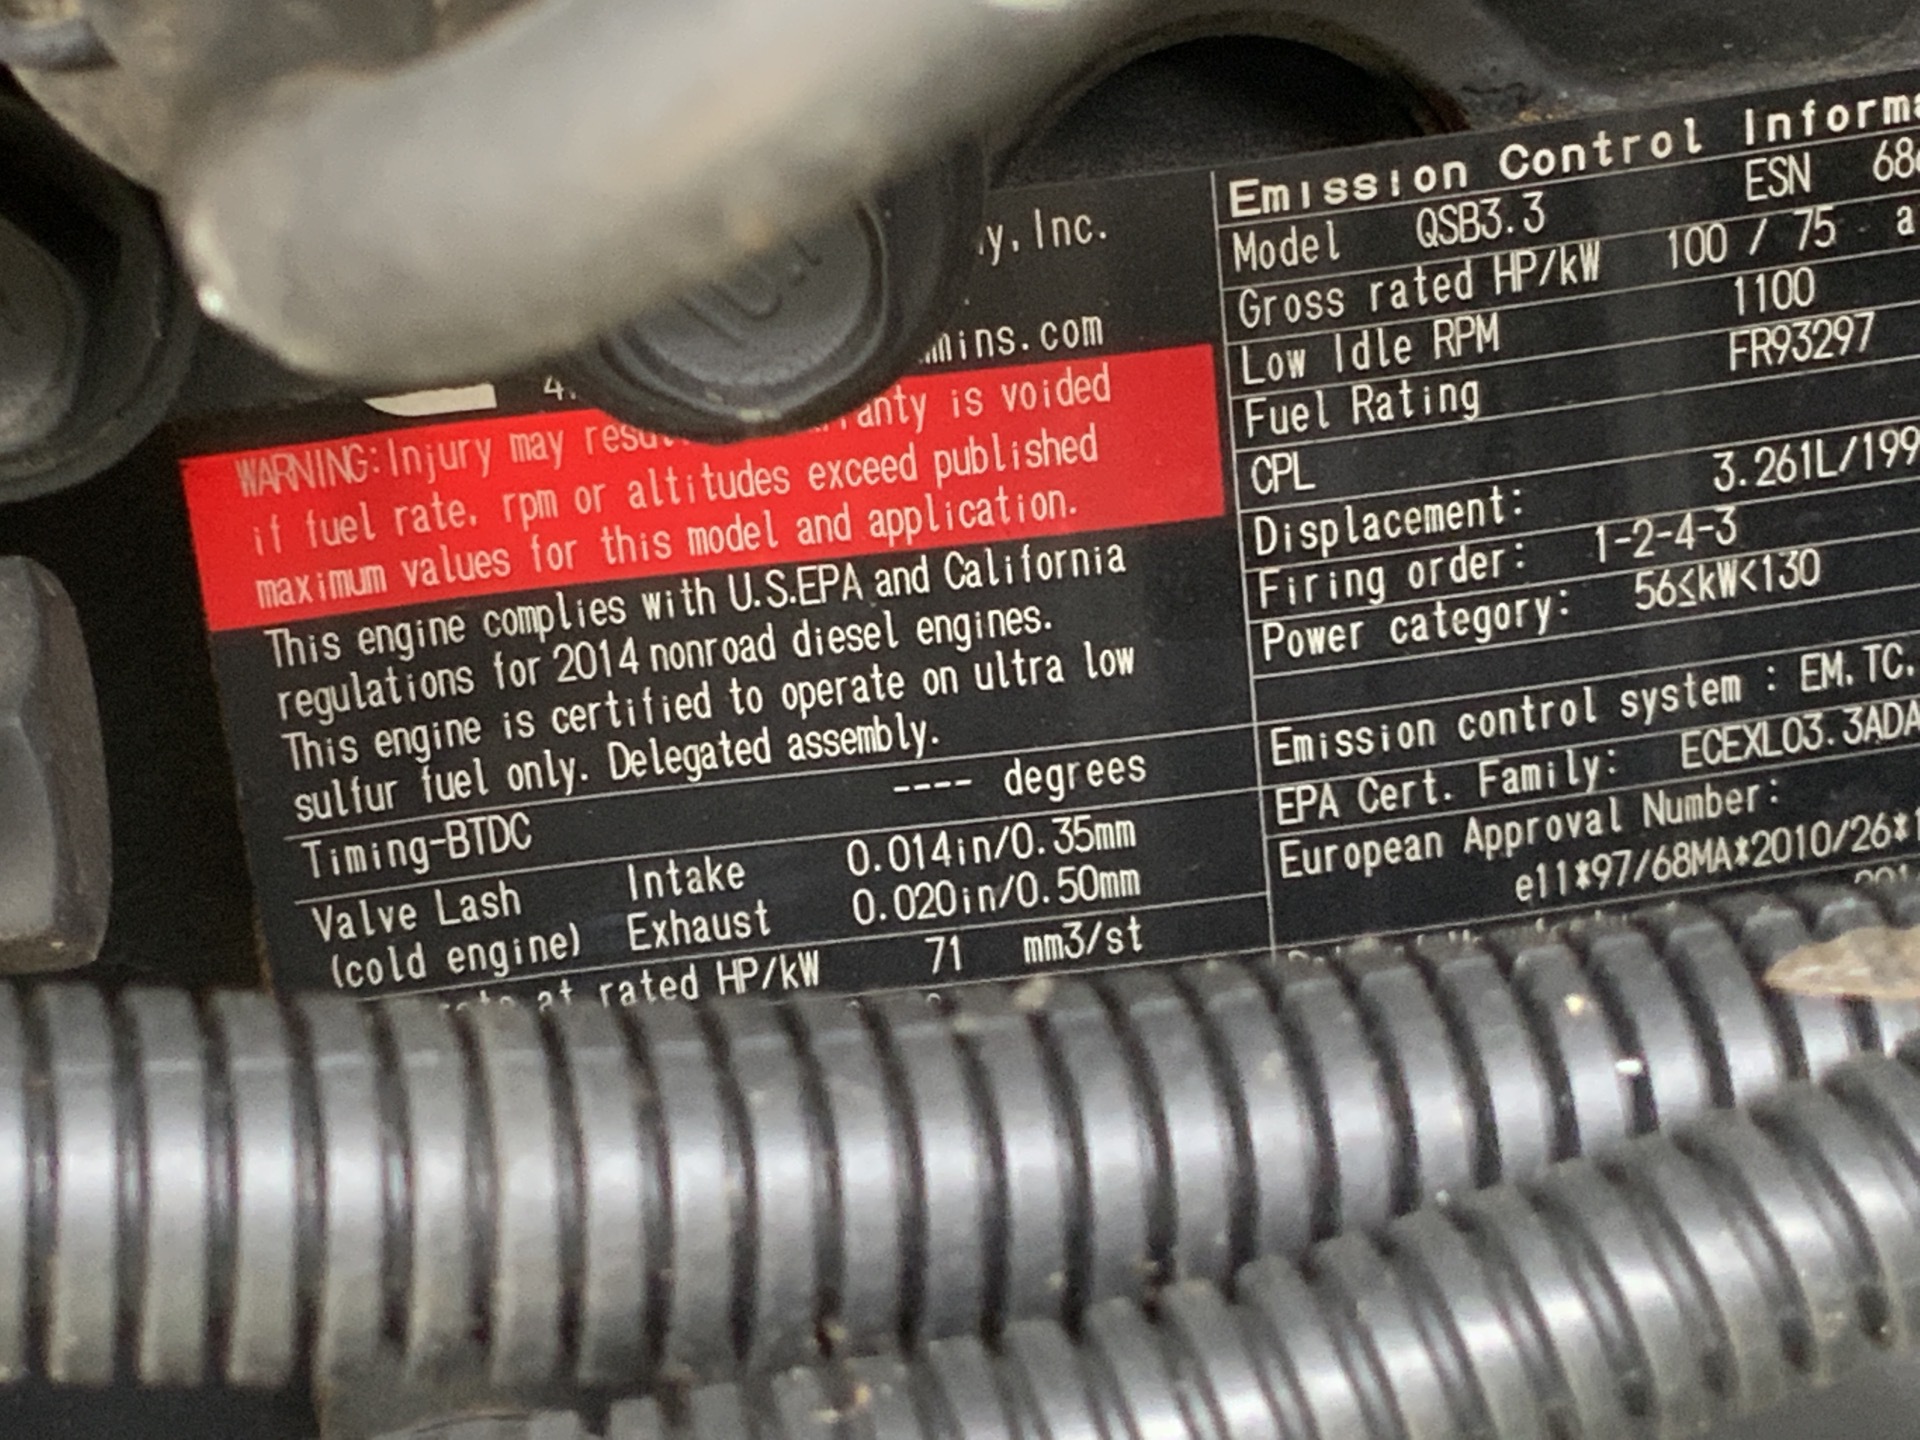 Inc.
WARNING: Injury may is voided
if fuel rate, rpm or altitudes exceed published
maximum values for this model and application.
This engine complies with U.S.EPA and California
regulations for 2014 nonroad diesel engines.
This engine is certified to operate on ultra low
sulfur fuel only. Delegated assembly.
Timing-BTDC ---- degrees
Valve Lash Intake 0.014in/0.35mm
(cold engine) Exhaust 0.020in/0.50mm
at rated HP/kW 71 mm3/st
Emission Control
Model QSB3.3 ESN
Gross rated HP/kW 100 / 75
Low Idle RPM 1100
Fuel Rating FR93297
CPL
Displacement: 3.261L/199
Firing order: 1-2-4-3
Power category: 56≤kW<130
Emission control system : EM, TC,
EPA Cert. Family: ECEXL03.3ADA
European Approval Number:
e11*97/68MA*2010/26*